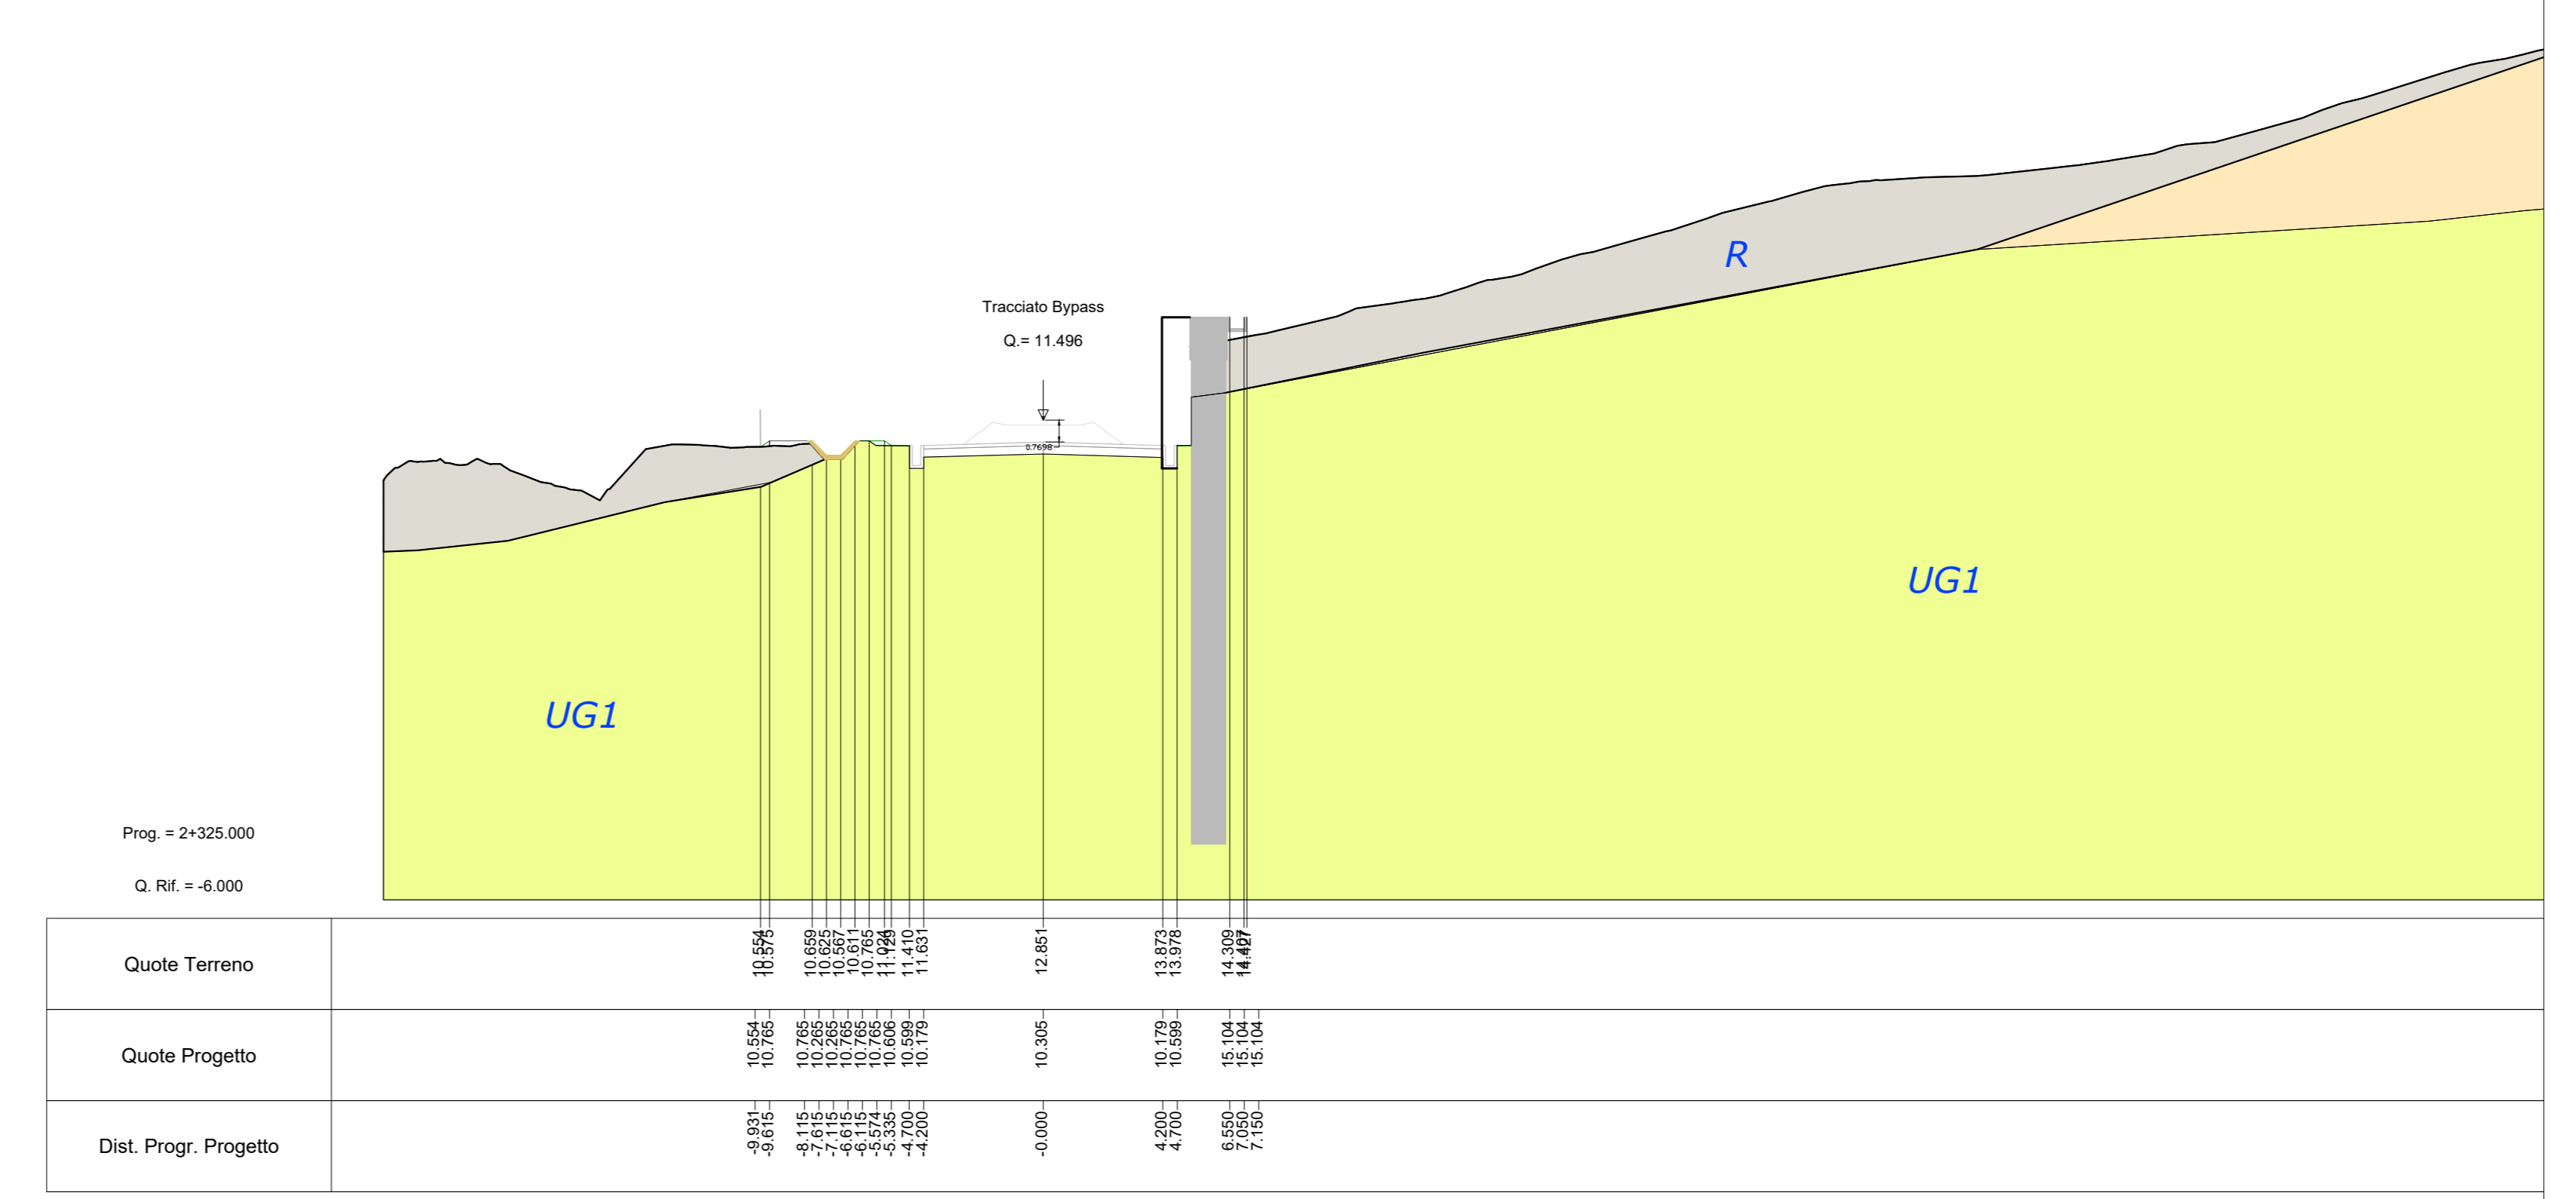 Tracciato Bypass
Q.= 11.496
R
0.7698
UG1
UG1
Prog. = 2+325.000
Q. Rif. = -6.000
Quote Terreno
10.554 10.575 10.659 10.625 10.567 10.611 10.765 11.129 11.410 11.631 12.851 13.873 13.978 14.309 14.427
Quote Progetto
10.554 10.765 10.765 10.265 10.265 10.765 10.765 10.765 10.606 10.599 10.179 10.305 10.179 10.599 15.104 15.104 15.104
Dist. Progr. Progetto
-9.931 -9.615 -8.115 -7.615 -7.115 -6.615 -6.115 -5.574 -5.335 -4.700 -4.200 -0.000 4.200 4.700 6.550 7.050 7.150